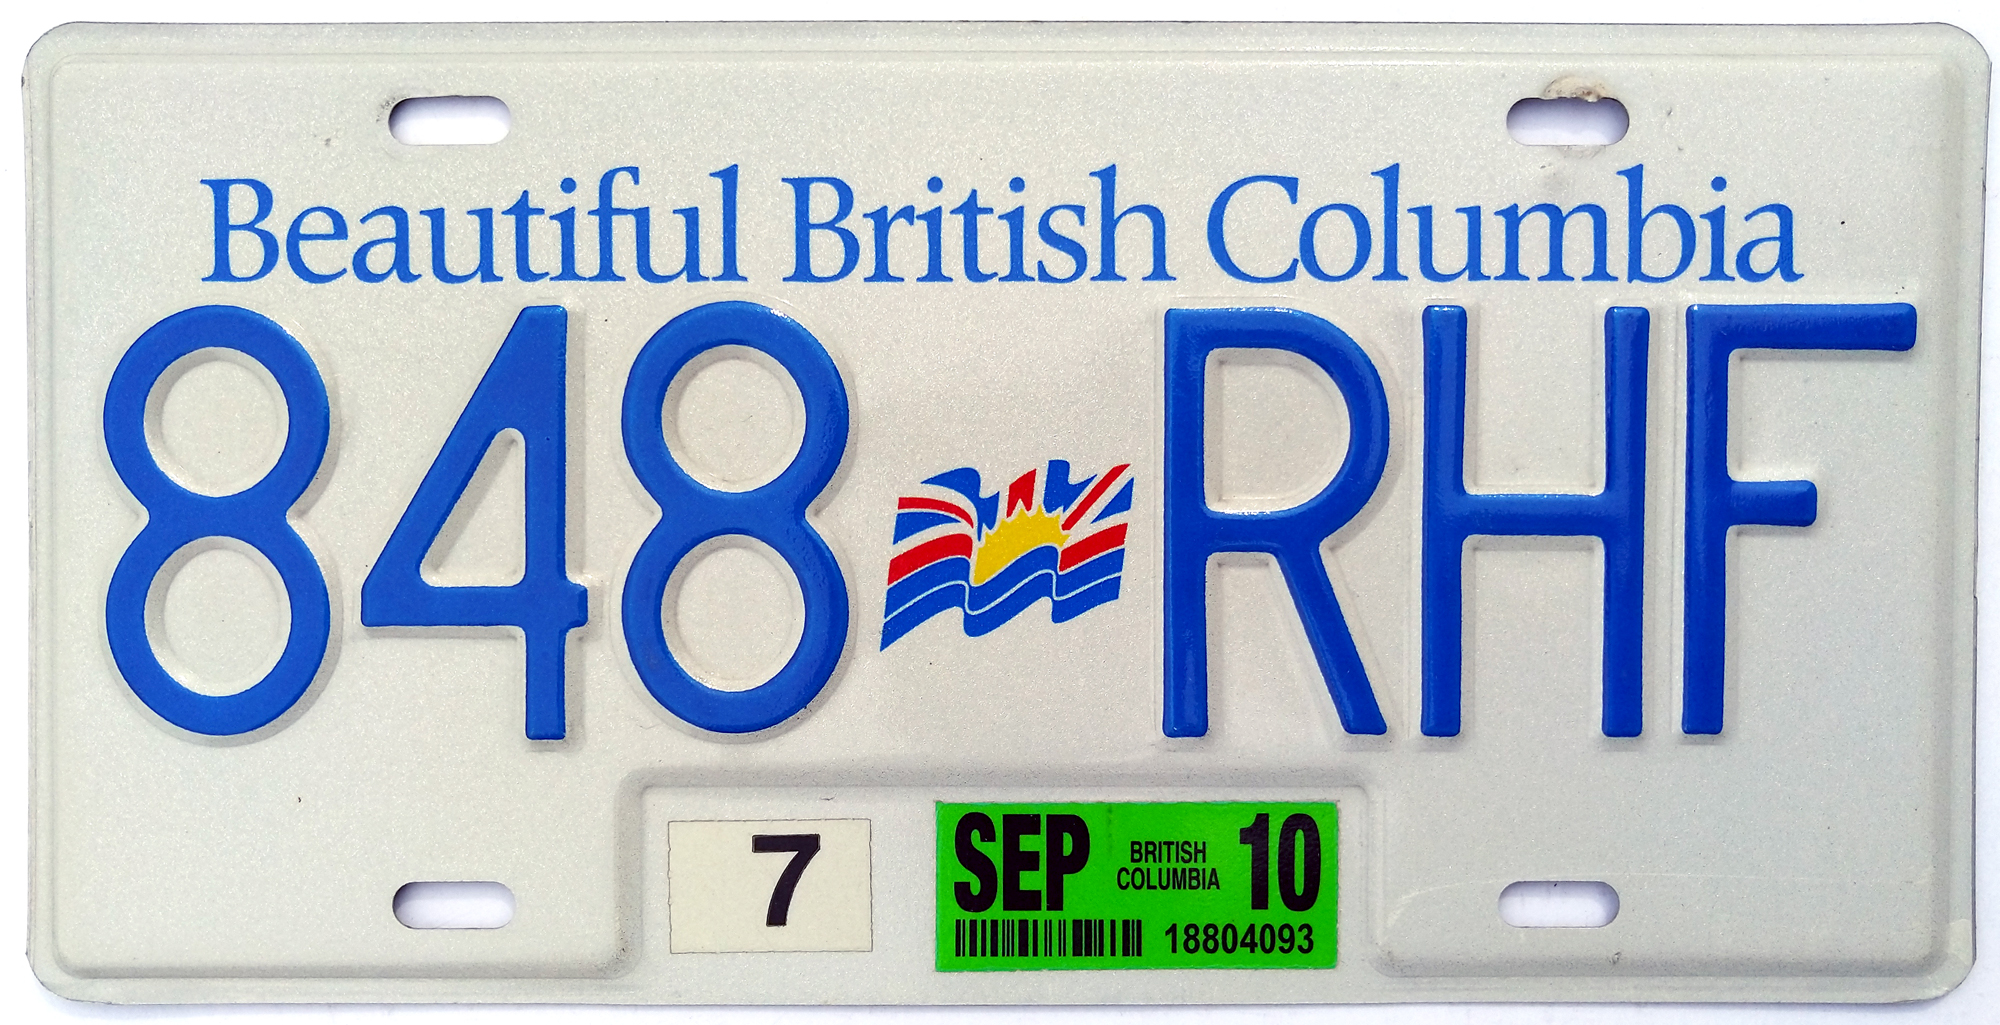 Beautiful British Columbia
848 RHF
7
SEP BRITISH COLUMBIA 10
18804093